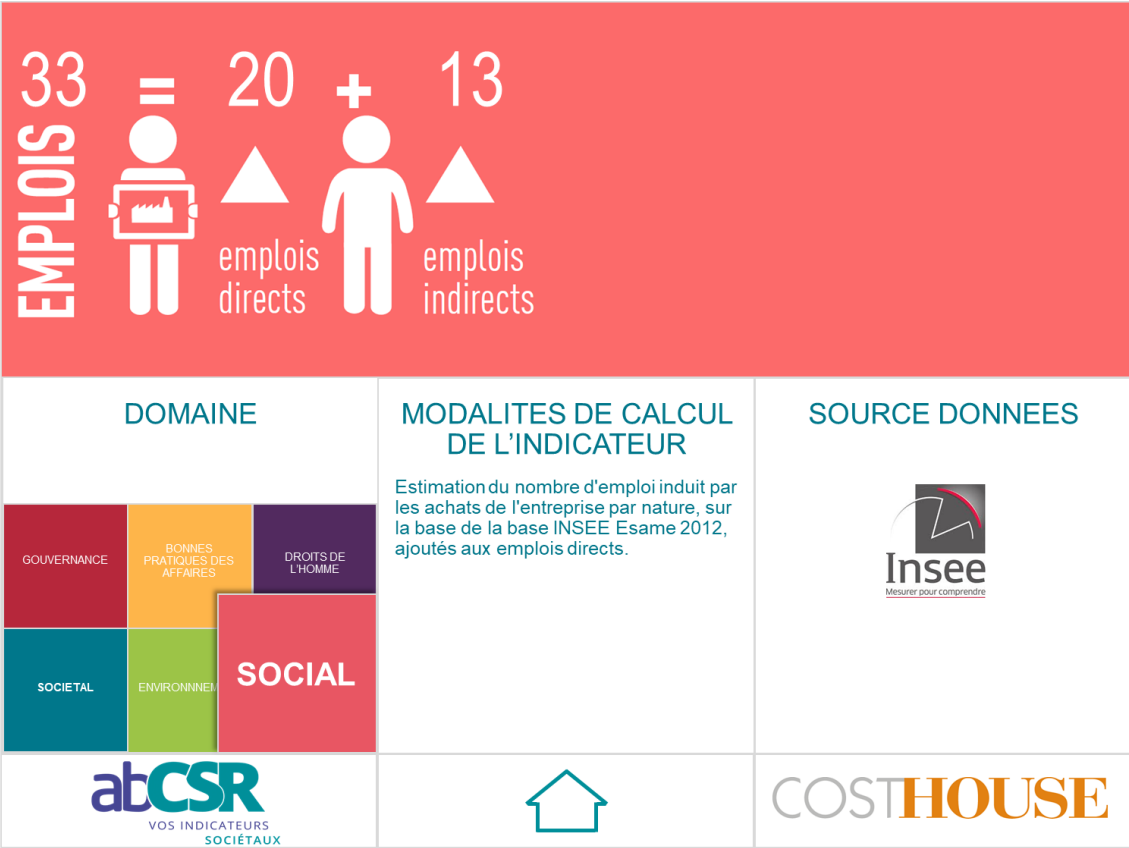 33 = 20 + 13
EMPLOIS
emplois
directs
emplois
indirects
DOMAINE
GOUVERNANCE
BONNES
PRATIQUES DES
AFFAIRES
DROITS DE
L'HOMME
SOCIETAL
ENVIRONNNEM
SOCIAL
MODALITES DE CALCUL
DE L'INDICATEUR
Estimation du nombre d'emploi induit par
les achats de l'entreprise par nature, sur
la base de la base INSEE Esame 2012,
ajoutés aux emplois directs.
SOURCE DONNEES
Insee
Mesurer pour comprendre
abCSR
VOS INDICATEURS
SOCIÉTAUX
COSTHOUSE